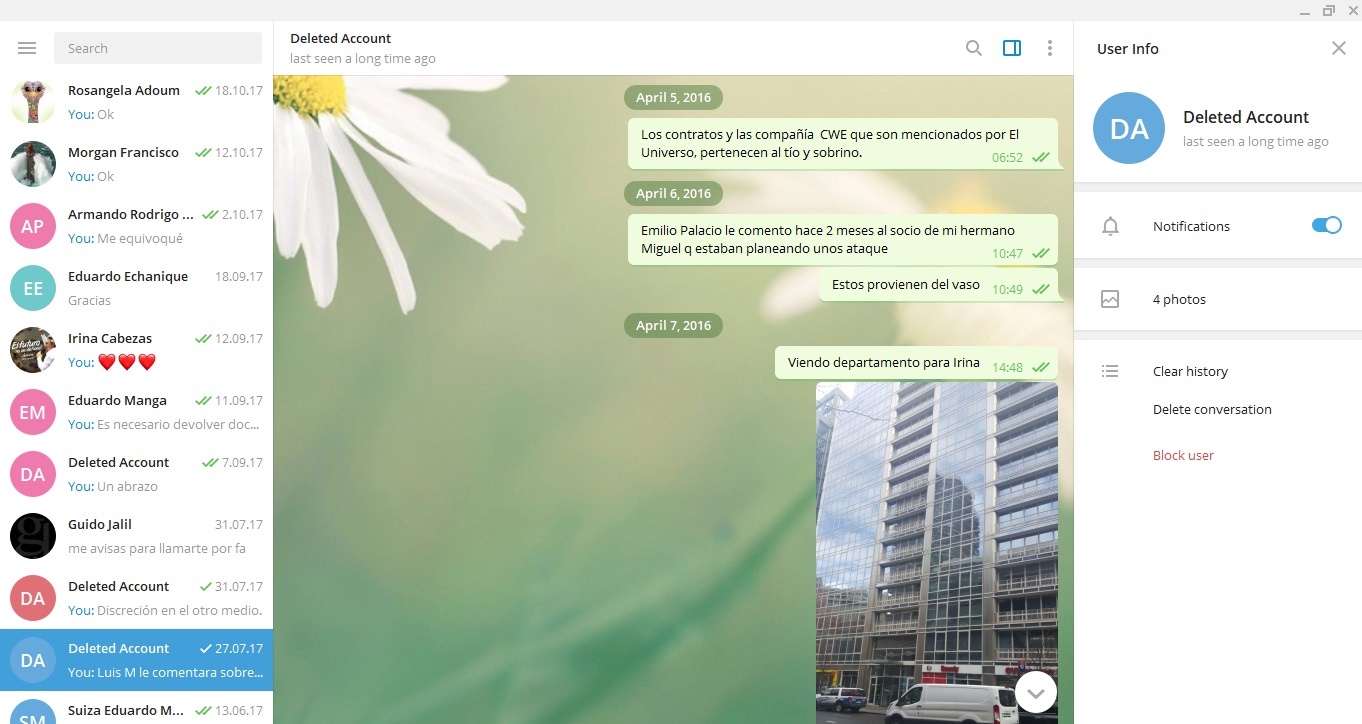 Search
Rosangela Adoum 18.10.17
You: Ok
Morgan Francisco 12.10.17
You: Ok
AP
Armando Rodrigo ... 2.10.17
You: Me equivoqué
EE
Eduardo Echanique 18.09.17
Gracias
Irina Cabezas 12.09.17
You: ❤️❤️❤️
EM
Eduardo Manga 11.09.17
You: Es necesario devolver doc...
DA
Deleted Account 7.09.17
You: Un abrazo
Guido Jalil 31.07.17
me avisas para llamarte por fa
DA
Deleted Account 31.07.17
You: Discreción en el otro medio.
DA
Deleted Account 27.07.17
You: Luis M le comentara sobre...
SM
Suiza Eduardo M... 13.06.17
Deleted Account
last seen a long time ago
April 5, 2016
Los contratos y las compañía  CWE que son mencionados por El
Universo, pertenecen al tío y sobrino.
06:52
April 6, 2016
Emilio Palacio le comento hace 2 meses al socio de mi hermano
Miguel q estaban planeando unos ataque
10:47
Estos provienen del vaso 10:49
April 7, 2016
Viendo departamento para Irina 14:48
User Info
DA
Deleted Account
last seen a long time ago
Notifications
4 photos
Clear history
Delete conversation
Block user